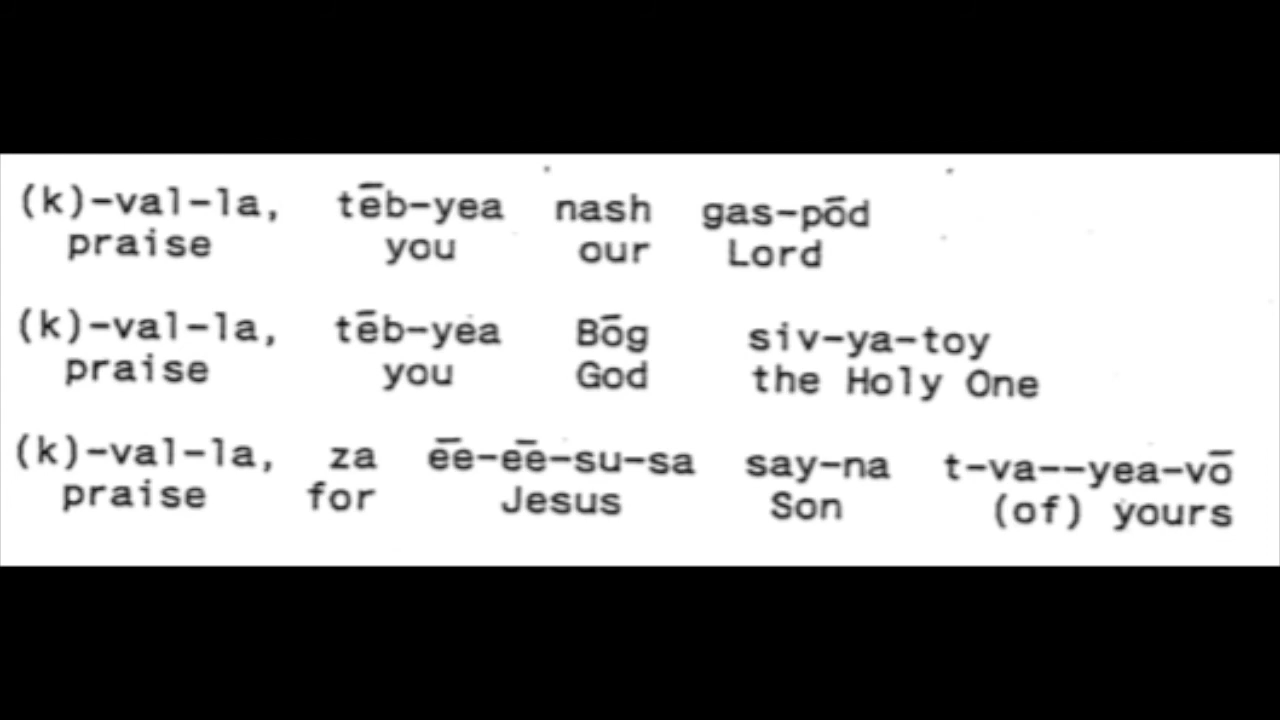 (k)-val-la, tēb-yea nash gas-pōd
praise you our Lord
(k)-val-la, tēb-yea Bōg siv-ya-toy
praise you God the Holy One
(k)-val-la, za ēē-ēē-su-sa say-na t-va--yea-vō
praise for Jesus Son (of) yours